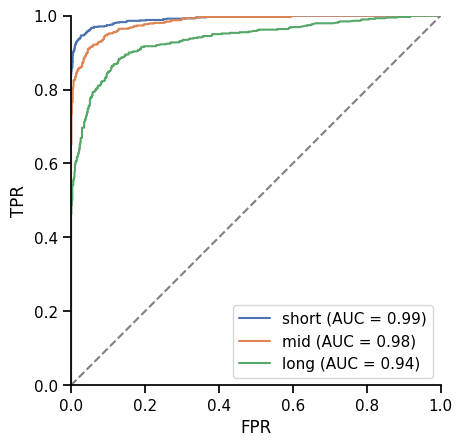 1.0
0.8
0.6
0.4
0.2
0.0
TPR
short (AUC = 0.99)
mid (AUC = 0.98)
long (AUC = 0.94)
0.0 0.2 0.4 0.6 0.8 1.0
FPR